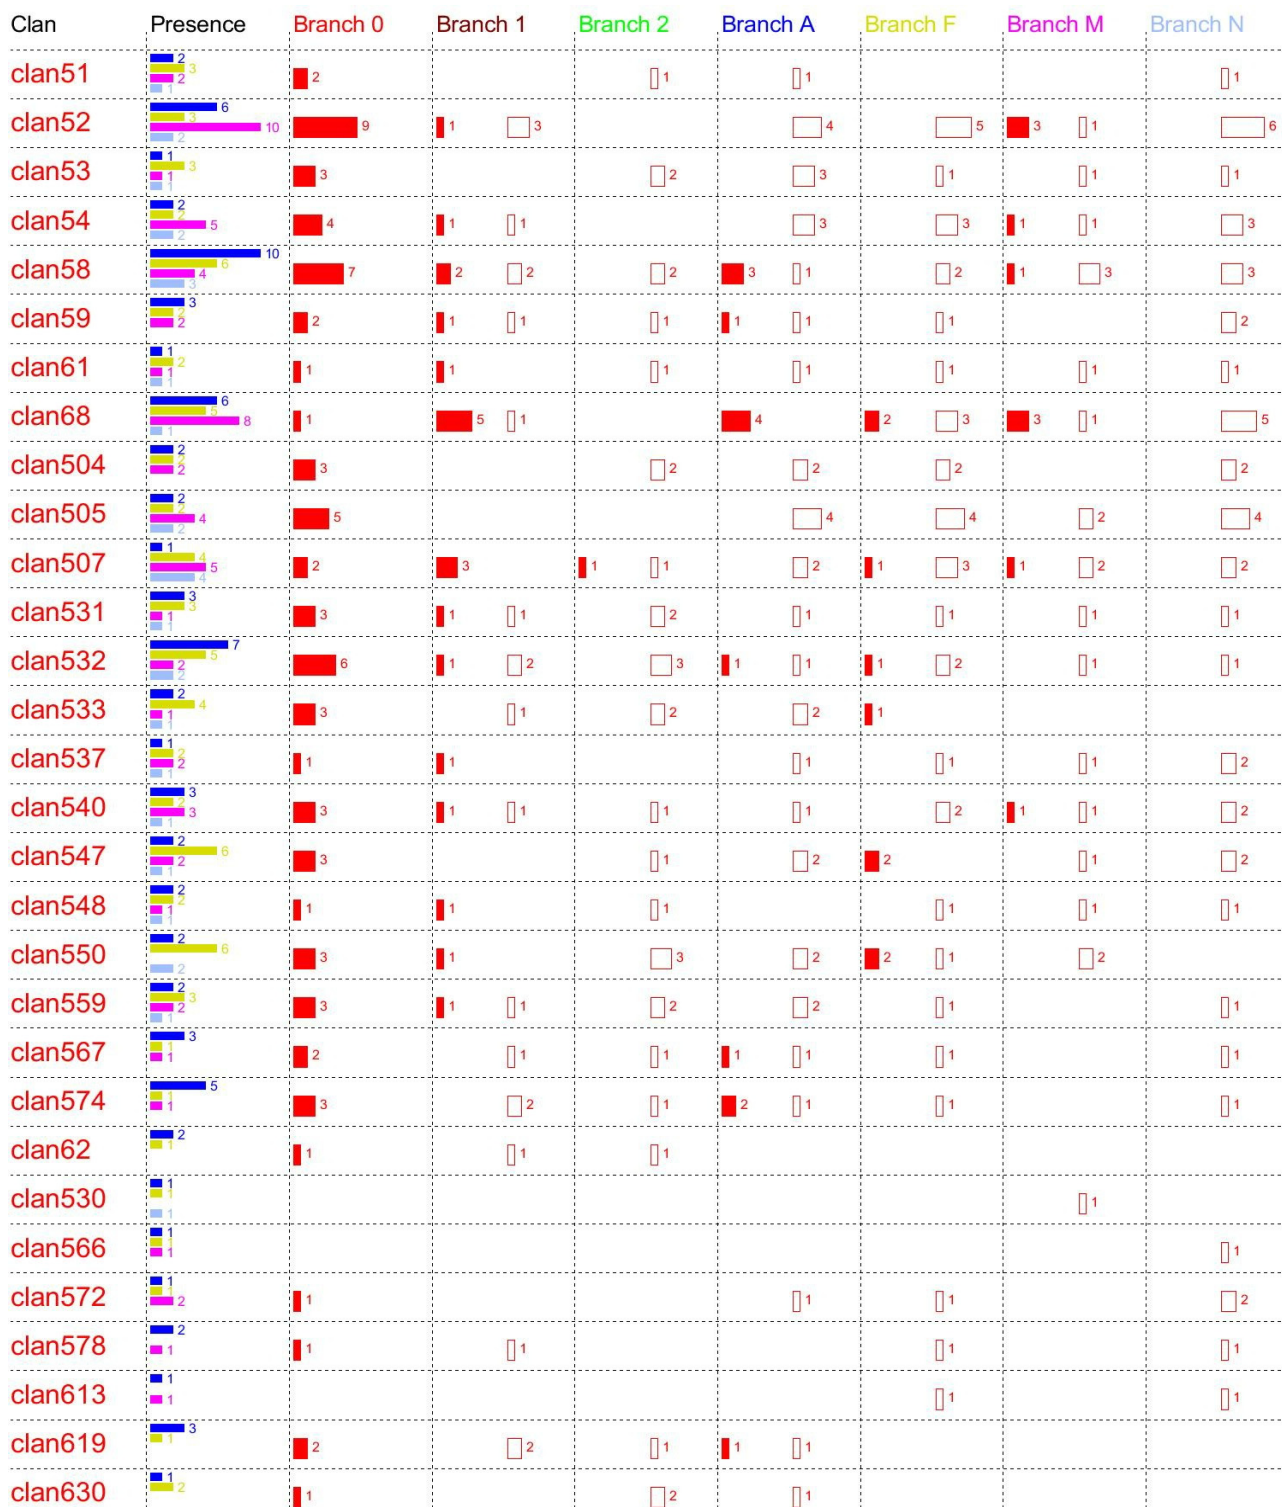 Clan Presence Branch 0 Branch 1 Branch 2 Branch A Branch F Branch M Branch N
clan51 2 3 2 1 2 1 1 1
clan52 6 3 10 2 9 1 3 4 5 3 1 6
clan53 1 3 1 1 3 2 3 1 1 1
clan54 2 2 5 2 4 1 1 3 3 1 1 3
clan58 10 6 4 3 7 2 2 2 3 1 2 1 3 3
clan59 3 2 2 2 1 1 1 1 1 1 2
clan61 1 2 1 1 1 1 1 1 1 1 1
clan68 6 5 8 1 1 5 1 4 2 3 3 1 5
clan504 2 2 2 3 2 2 2 2
clan505 2 2 4 2 5 4 4 2 4
clan507 1 4 5 4 2 3 1 1 2 1 3 1 2 2
clan531 3 3 1 1 3 1 1 2 1 1 1 1
clan532 7 5 2 2 6 1 2 3 1 1 1 2 1 1
clan533 2 4 1 1 3 1 2 2 1
clan537 1 2 2 1 1 1 1 1 1 2
clan540 3 2 3 1 3 1 1 1 1 2 1 1 2
clan547 2 6 2 1 3 1 2 2 1 2
clan548 2 2 1 1 1 1 1 1 1 1
clan550 2 6 2 3 1 3 2 2 1 2
clan559 2 3 2 1 3 1 1 2 2 1 1
clan567 3 1 1 2 1 1 1 1 1 1
clan574 5 1 1 3 2 1 2 1 1 1
clan62 2 1 1 1 1
clan530 1 1 1 1
clan566 1 1 1 1
clan572 1 1 2 1 1 1 2
clan578 2 1 1 1 1 1
clan613 1 1 1 1
clan619 3 1 2 2 1 1 1
clan630 1 2 1 2 1